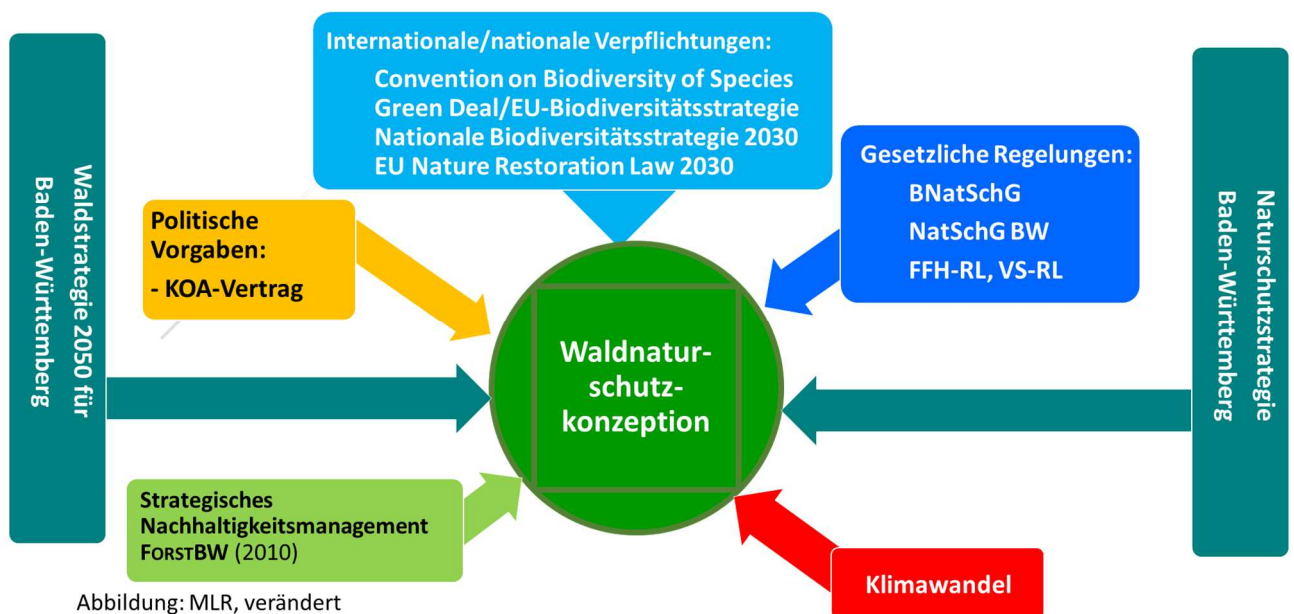 Waldstrategie 2050 für
Baden-Württemberg
Internationale/nationale Verpflichtungen:
Convention on Biodiversity of Species
Green Deal/EU-Biodiversitätsstrategie
Nationale Biodiversitätsstrategie 2030
EU Nature Restoration Law 2030
Gesetzliche Regelungen:
BNatSchG
NatSchG BW
FFH-RL, VS-RL
Naturschutzstrategie
Baden-Württemberg
Politische
Vorgaben:
- KOA-Vertrag
Waldnatur-
schutz-
konzeption
Strategisches
Nachhaltigkeitsmanagement
FORSTBW (2010)
Klimawandel
Abbildung: MLR, verändert